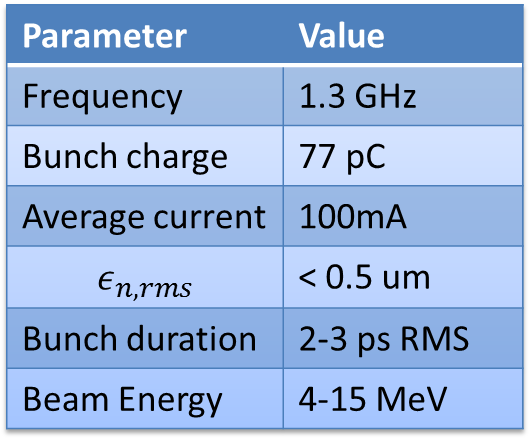 Parameter Value
Frequency 1.3 GHz
Bunch charge 77 pC
Average current 100mA
ϵn,rms < 0.5 um
Bunch duration 2-3 ps RMS
Beam Energy 4-15 MeV